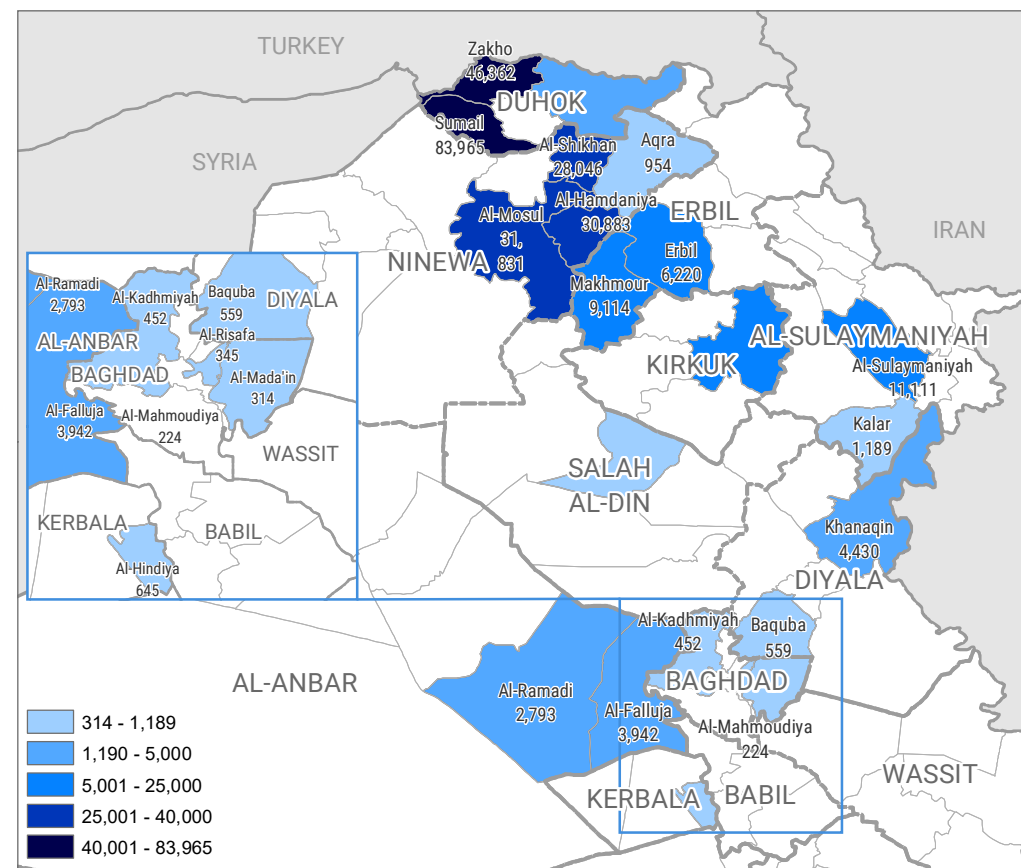 TURKEY
Zakho
46,362
DUHOK
Sumail
83,965
Al-Shikhan
28,046
Aqra
954
SYRIA
Al-Hamdaniya
30,883
ERBIL
Al-Mosul
31,
831
IRAN
NINEWA
Erbil
6,220
Makhmour
9,114
AL-SULAYMANIYAH
KIRKUK
Al-Sulaymaniyah
11,111
Kalar
1,189
SALAH
AL-DIN
Khanaqin
4,430
DIYALA
Al-Ramadi
2,793
Al-Kadhmiyah
452
Baquba
559
DIYALA
Al-Risafa
345
AL-ANBAR
BAGHDAD
Al-Mada'in
314
Al-Falluja
3,942
Al-Mahmoudiya
224
WASSIT
KERBALA
BABIL
Al-Hindiya
645
Al-Kadhmiyah
452
Baquba
559
AL-ANBAR
BAGHDAD
Al-Ramadi
2,793
Al-Falluja
3,942
Al-Mahmoudiya
224
WASSIT
KERBALA
BABIL
314 - 1,189
1,190 - 5,000
5,001 - 25,000
25,001 - 40,000
40,001 - 83,965